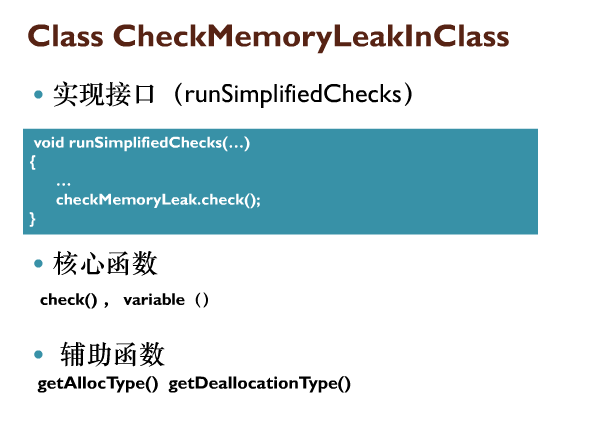 Class CheckMemoryLeakInClass
• 实现接口（runSimplifiedChecks）
void runSimplifiedChecks(…)
{
…
checkMemoryLeak.check();
}
• 核心函数
check() ， variable（）
• 辅助函数
getAllocType() getDeallocationType()